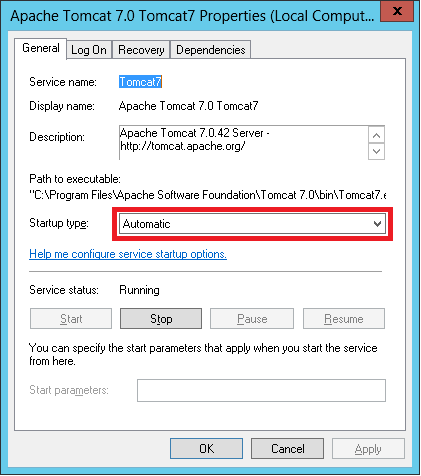 Apache Tomcat 7.0 Tomcat7 Properties (Local Comput...
x
General Log On Recovery Dependencies
Service name: Tomcat7
Display name: Apache Tomcat 7.0 Tomcat7
Description: Apache Tomcat 7.0.42 Server -
http://tomcat.apache.org/
Path to executable:
"C:\Program Files\Apache Software Foundation\Tomcat 7.0\bin\Tomcat7.e
Startup type: Automatic
Help me configure service startup options.
Service status: Running
Start Stop Pause Resume
You can specify the start parameters that apply when you start the service
from here.
Start parameters:
OK Cancel Apply